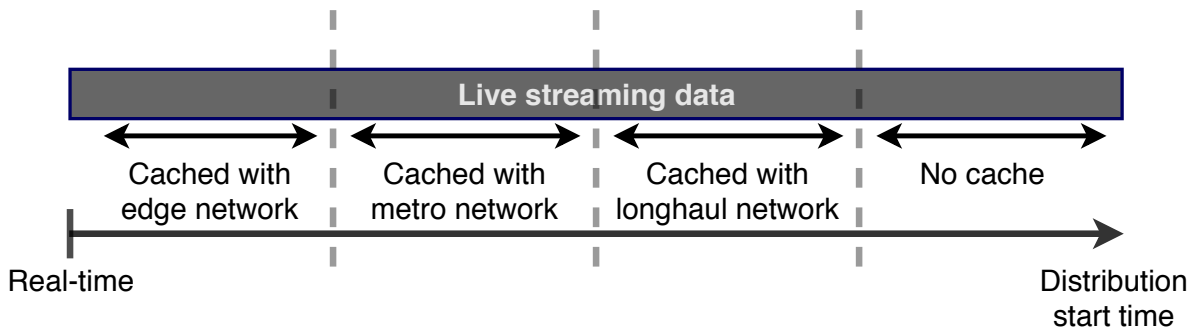 Live streaming data
Cached with
edge network
Cached with
metro network
Cached with
longhaul network
No cache
Real-time
Distribution
start time